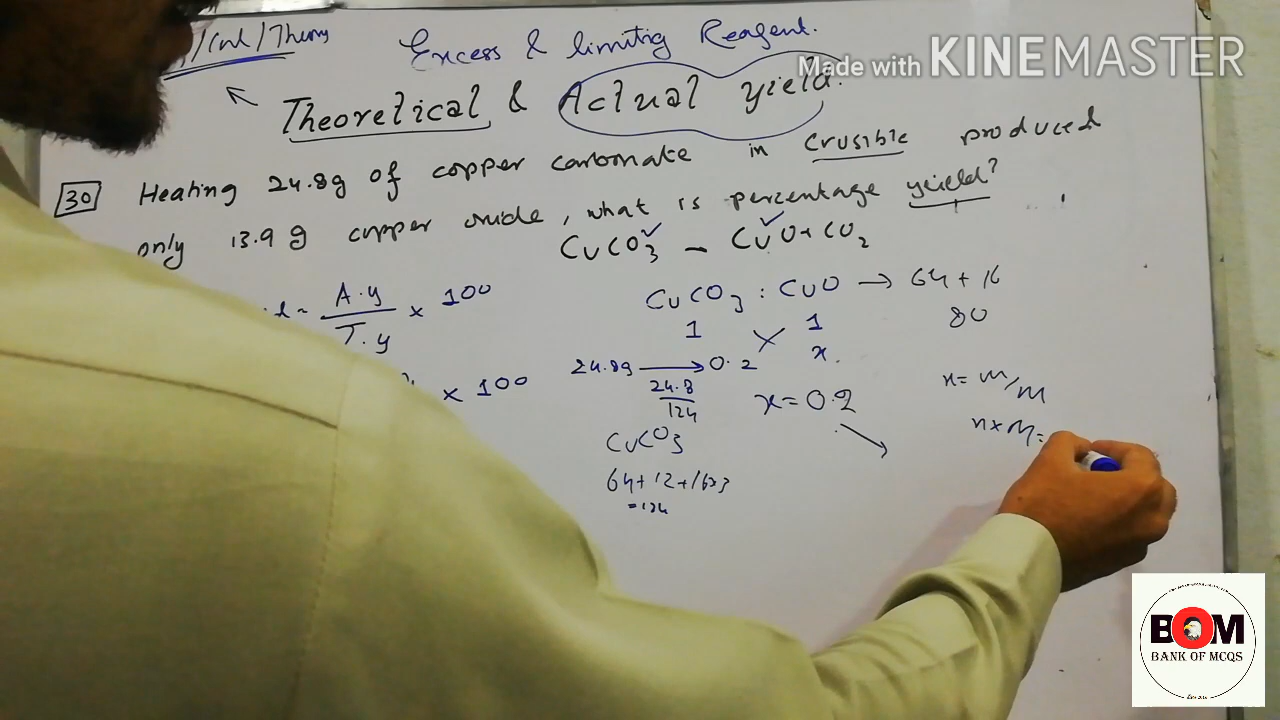 /Theory
Excess & limitig Reagent.
Made with KINEMASTER
Theoretical & Actual yield.
30 Heating 24.8g of copper carbonate in crusible produced
only 13.9 g copper oxide, what is percentage yield?
CuCO3 – CuO+ CO2
A.y / T.y × 100
CuCO3 : CuO → 64 + 16
1 1 80
24.8g → 0.2 x.
24.8 / 124
× 100
x = 0.2
n = m/M
n×M=
CuCO3
64+12+16×3
=124
BOM
BANK OF MCQS